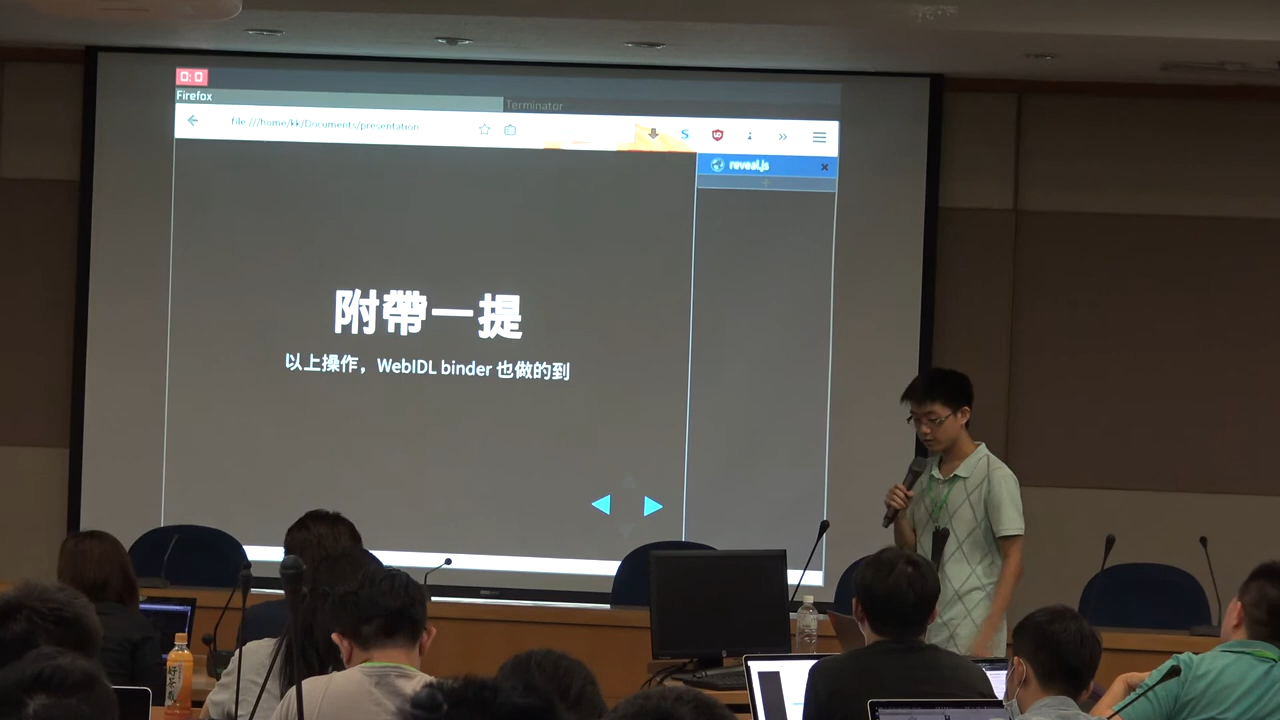 0: 0
Firefox
Terminator
file:///home/kk/Documents/presentation
S
»
reveal.js
附帶一提
以上操作，WebIDL binder 也做的到